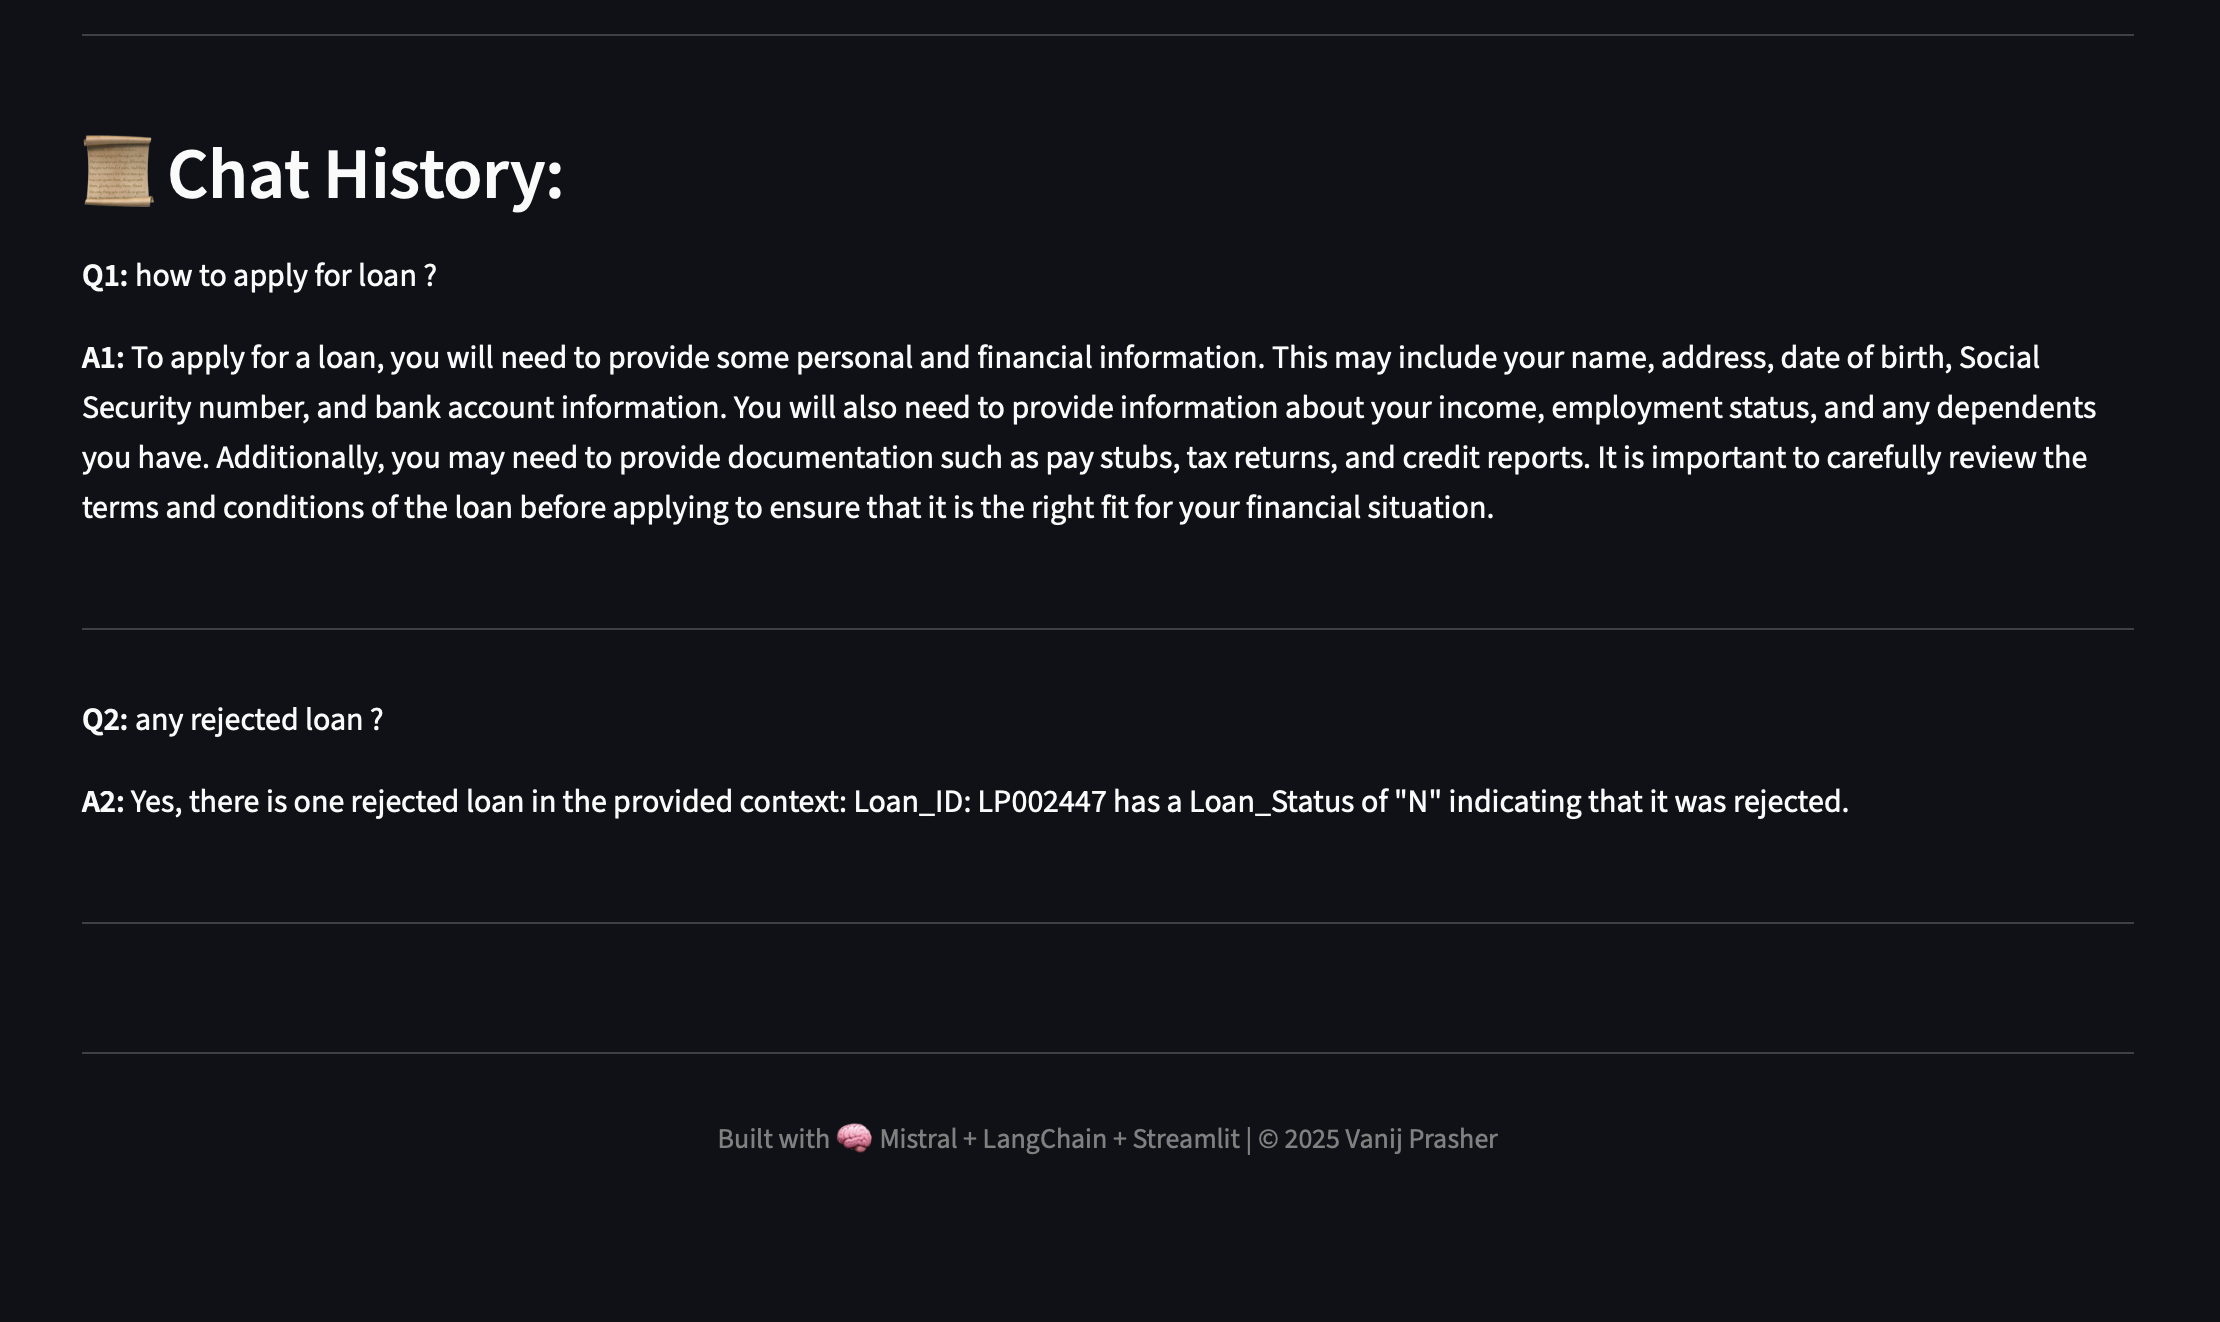 📜 Chat History:
Q1: how to apply for loan ?
A1: To apply for a loan, you will need to provide some personal and financial information. This may include your name, address, date of birth, Social
Security number, and bank account information. You will also need to provide information about your income, employment status, and any dependents
you have. Additionally, you may need to provide documentation such as pay stubs, tax returns, and credit reports. It is important to carefully review the
terms and conditions of the loan before applying to ensure that it is the right fit for your financial situation.
Q2: any rejected loan ?
A2: Yes, there is one rejected loan in the provided context: Loan_ID: LP002447 has a Loan_Status of "N" indicating that it was rejected.
Built with 🧠 Mistral + LangChain + Streamlit | © 2025 Vanij Prasher